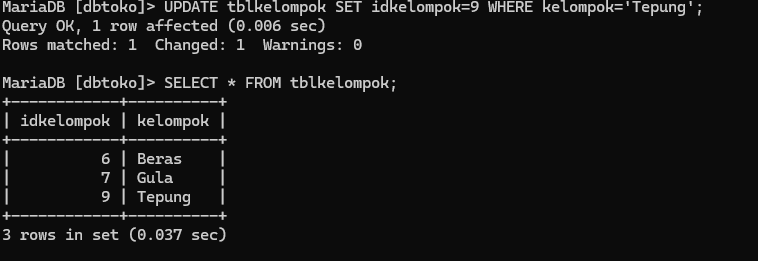 MariaDB [dbtoko]> UPDATE tblkelompok SET idkelompok=9 WHERE kelompok='Tepung';
Query OK, 1 row affected (0.006 sec)
Rows matched: 1  Changed: 1  Warnings: 0

MariaDB [dbtoko]> SELECT * FROM tblkelompok;
+------------+----------+
| idkelompok | kelompok |
+------------+----------+
|          6 | Beras    |
|          7 | Gula     |
|          9 | Tepung   |
+------------+----------+
3 rows in set (0.037 sec)